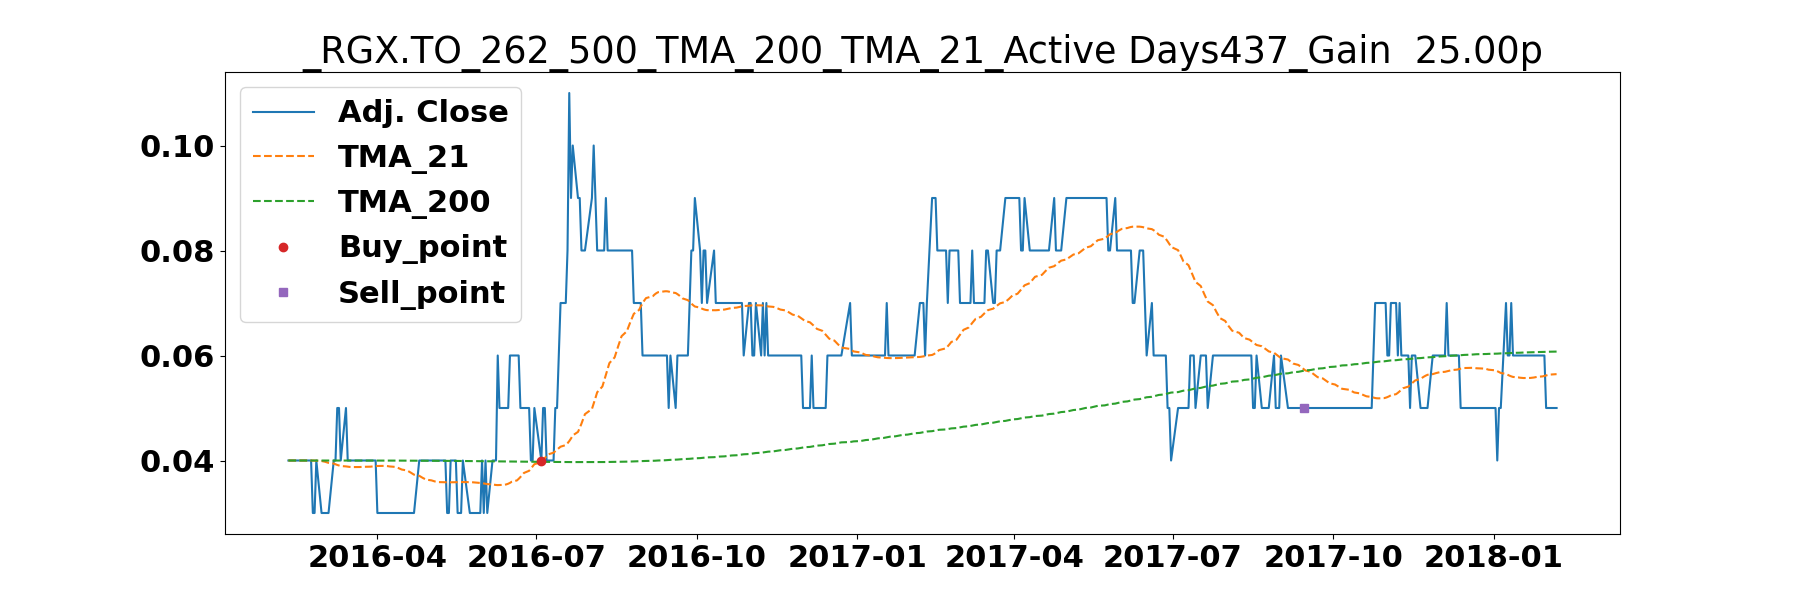 _RGX.TO_262_500_TMA_200_TMA_21_Active Days437_Gain  25.00p
Adj. Close
TMA_21
TMA_200
Buy_point
Sell_point
0.10
0.08
0.06
0.04
2016-04 2016-07 2016-10 2017-01 2017-04 2017-07 2017-10 2018-01